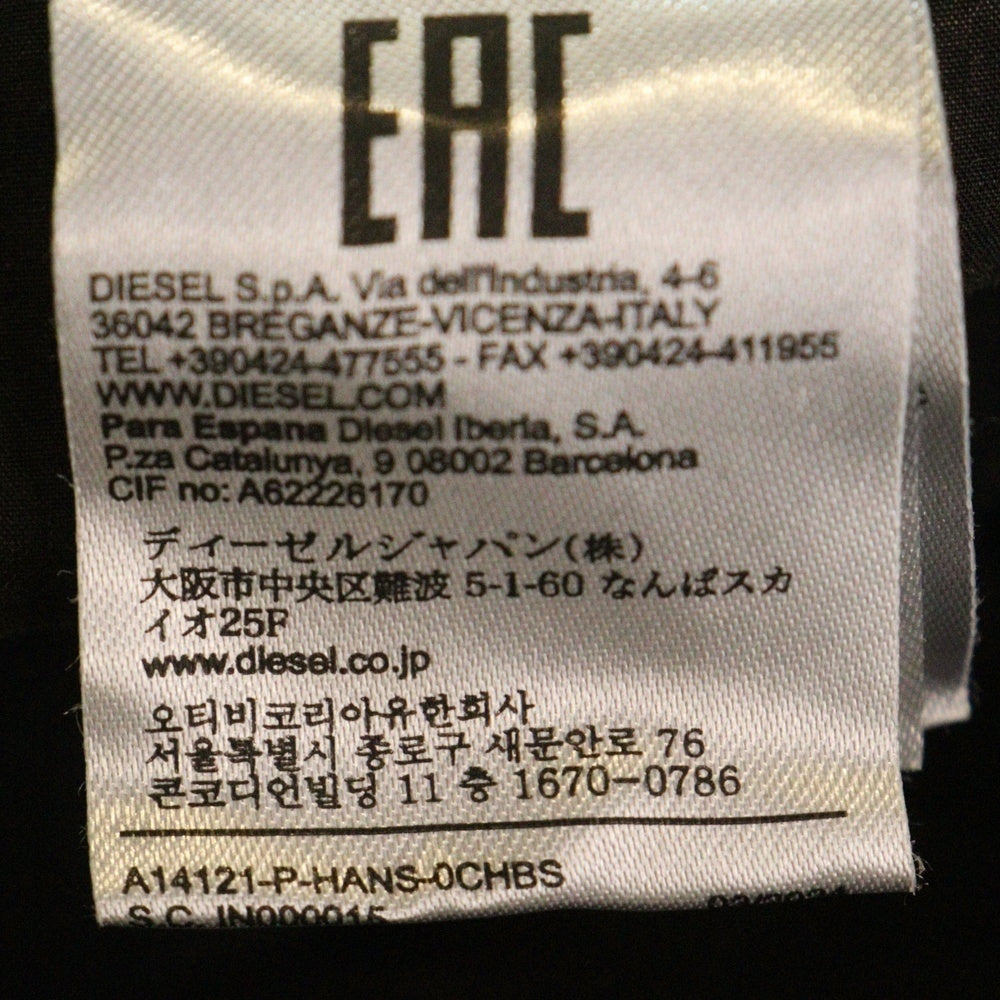 EAC
DIESEL S.p.A. Via dell'Industria, 4-6
36042 BREGANZE-VICENZA-ITALY
TEL +390424-477555 - FAX +390424-411955
WWW.DIESEL.COM
Para Espana Diesel Iberia, S.A.
P.za Catalunya, 9 08002 Barcelona
CIF no: A62226170
ディーゼルジャパン(株)
大阪市中央区難波 5-1-60 なんばスカ
イオ25F
www.diesel.co.jp
오티비코리아유한회사
서울특별시 종로구 새문안로 76
콘코디언빌딩 11 층 1670-0786
A14121-P-HANS-0CHBS
S.C. IN000015